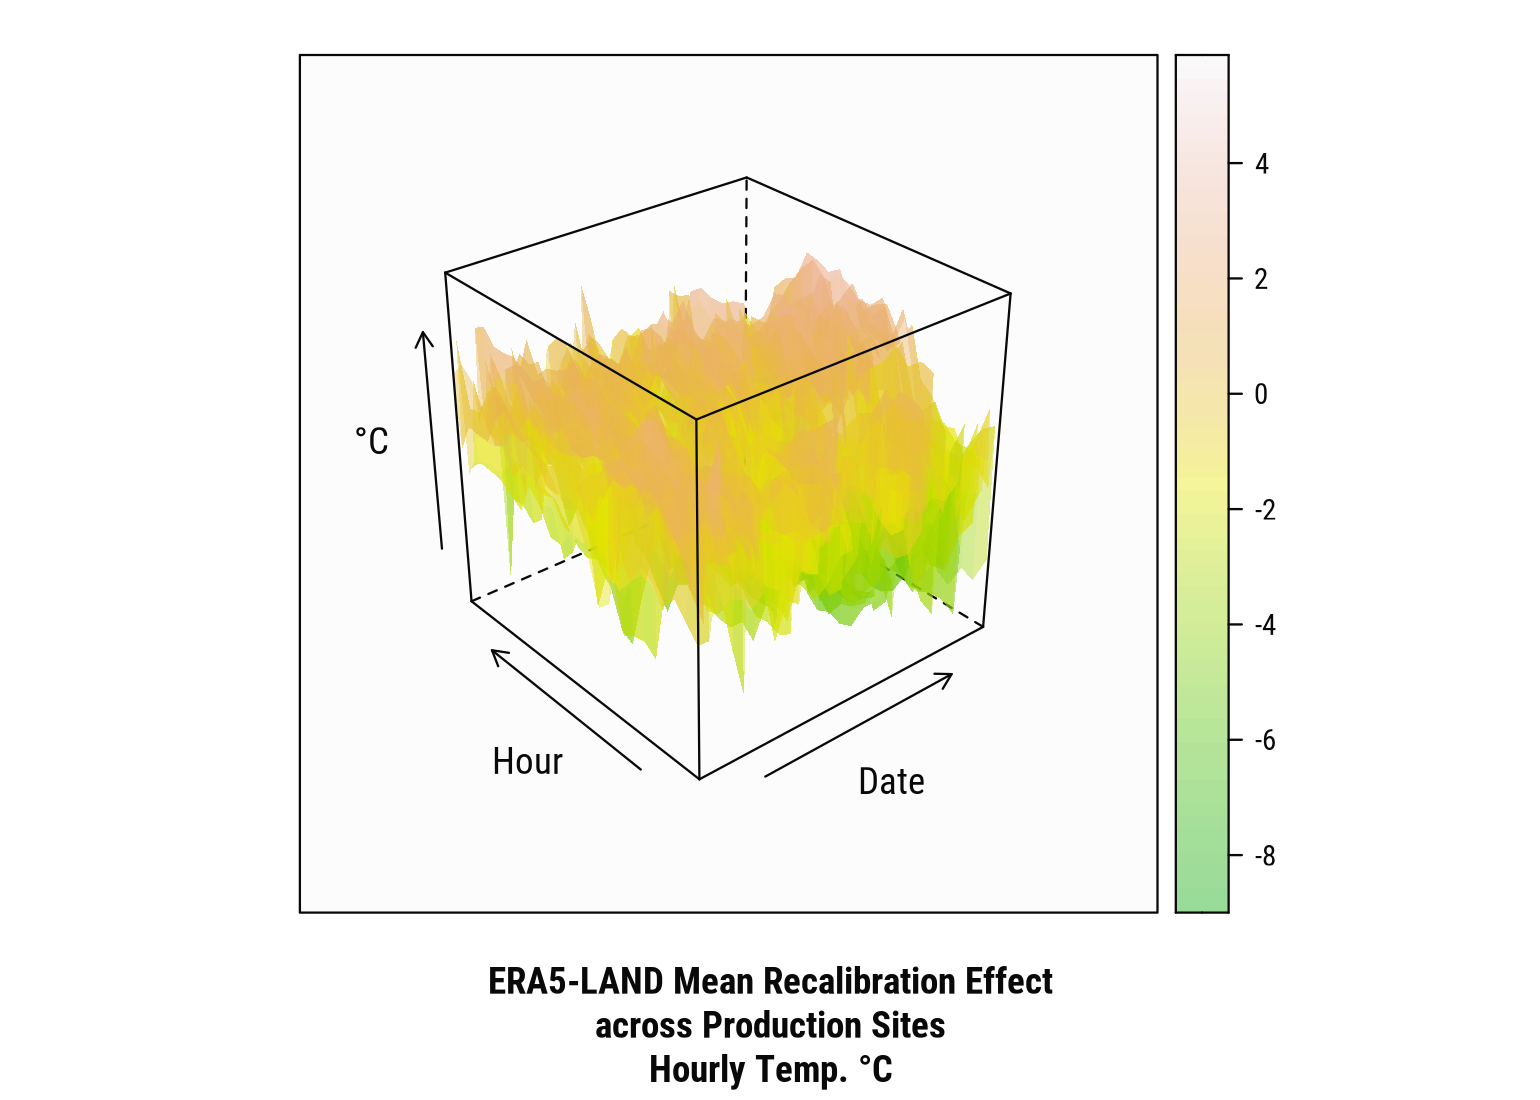 4
2
0
-2
-4
-6
-8
°C
Hour
Date
ERA5-LAND Mean Recalibration Effect
across Production Sites
Hourly Temp. °C